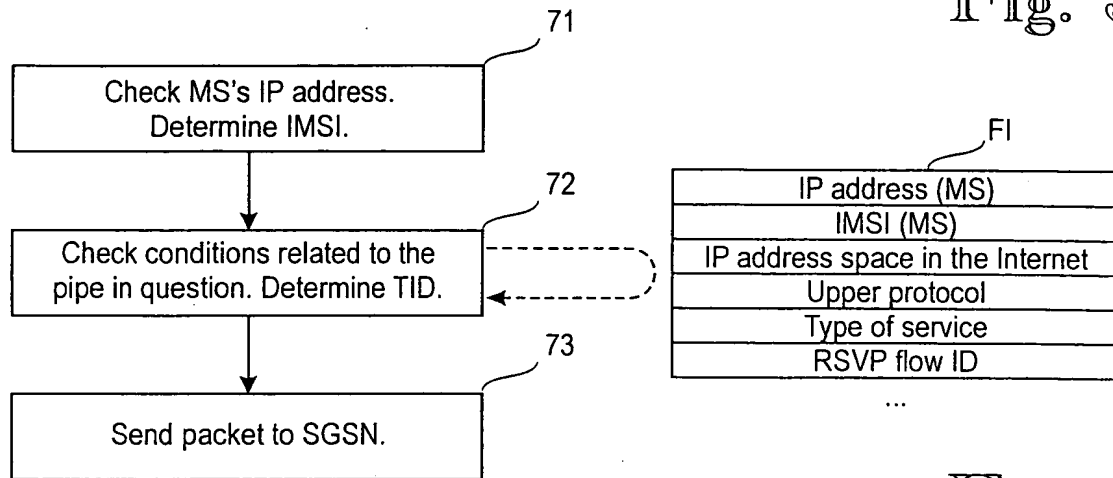 Fig.
71
Check MS's IP address.
Determine IMSI.
72
Check conditions related to the
pipe in question. Determine TID.
73
Send packet to SGSN.
FI
IP address (MS)
IMSI (MS)
IP address space in the Internet
Upper protocol
Type of service
RSVP flow ID
...